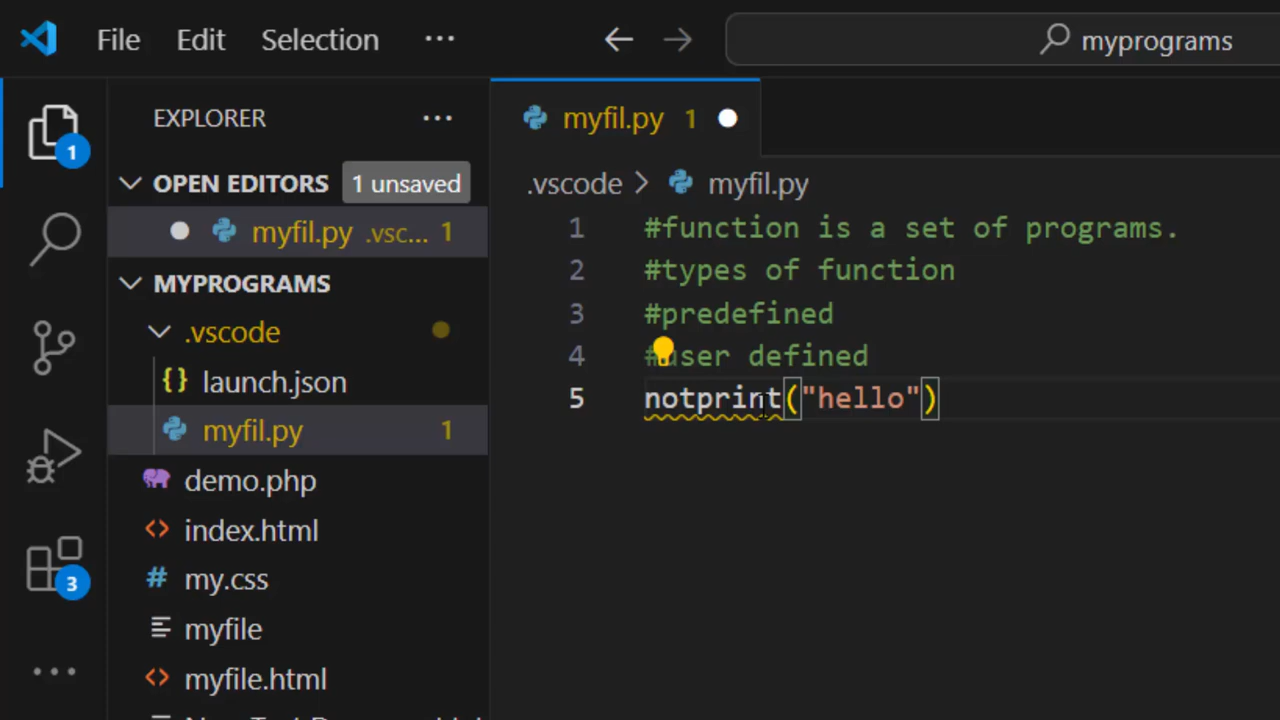 File Edit Selection ··· myprograms
EXPLORER ···
OPEN EDITORS 1 unsaved
myfil.py .vsc... 1
MYPROGRAMS
.vscode
launch.json
myfil.py 1
demo.php
index.html
my.css
myfile
myfile.html
1
3
myfil.py 1
.vscode > myfil.py
1 #function is a set of programs.
2 #types of function
3 #predefined
4 #user defined
5 notprint("hello")